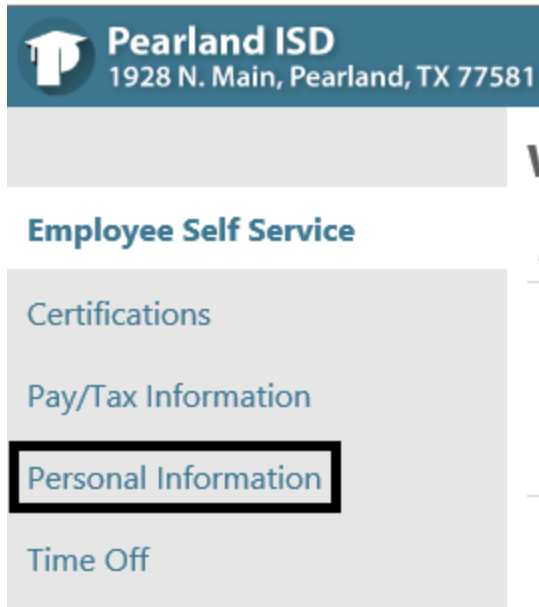 Pearland ISD
1928 N. Main, Pearland, TX 77581
Employee Self Service
Certifications
Pay/Tax Information
Personal Information
Time Off